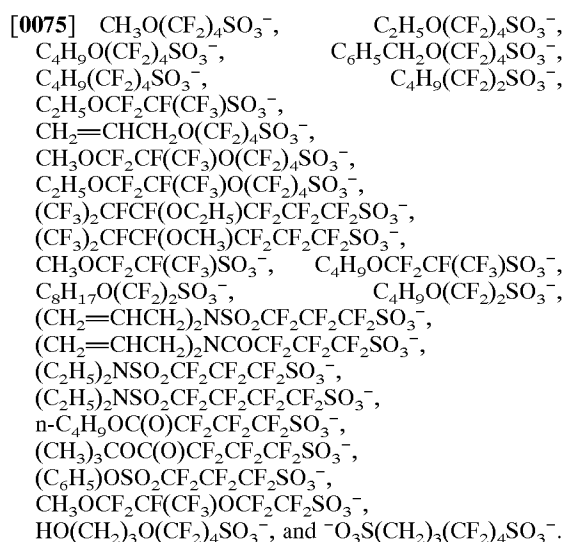 [0075] CH₃O(CF₂)₄SO₃⁻, C₂H₅O(CF₂)₄SO₃⁻,
C₄H₉O(CF₂)₄SO₃⁻, C₆H₅CH₂O(CF₂)₄SO₃⁻,
C₄H₉(CF₂)₄SO₃⁻, C₄H₉(CF₂)₂SO₃⁻,
C₂H₅OCF₂CF(CF₃)SO₃⁻,
CH₂═CHCH₂O(CF₂)₄SO₃⁻,
CH₃OCF₂CF(CF₃)O(CF₂)₄SO₃⁻,
C₂H₅OCF₂CF(CF₃)O(CF₂)₄SO₃⁻,
(CF₃)₂CFCF(OC₂H₅)CF₂CF₂CF₂SO₃⁻,
(CF₃)₂CFCF(OCH₃)CF₂CF₂CF₂SO₃⁻,
CH₃OCF₂CF(CF₃)SO₃⁻, C₄H₉OCF₂CF(CF₃)SO₃⁻,
C₈H₁₇O(CF₂)₂SO₃⁻, C₄H₉O(CF₂)₂SO₃⁻,
(CH₂═CHCH₂)₂NSO₂CF₂CF₂CF₂SO₃⁻,
(CH₂═CHCH₂)₂NCOCF₂CF₂CF₂SO₃⁻,
(C₂H₅)₂NSO₂CF₂CF₂CF₂SO₃⁻,
(C₂H₅)₂NSO₂CF₂CF₂CF₂CF₂SO₃⁻,
n-C₄H₉OC(O)CF₂CF₂CF₂SO₃⁻,
(CH₃)₃COC(O)CF₂CF₂CF₂SO₃⁻,
(C₆H₅)OSO₂CF₂CF₂CF₂SO₃⁻,
CH₃OCF₂CF(CF₃)OCF₂CF₂SO₃⁻,
HO(CH₂)₃O(CF₂)₄SO₃⁻, and ⁻O₃S(CH₂)₃(CF₂)₄SO₃⁻.